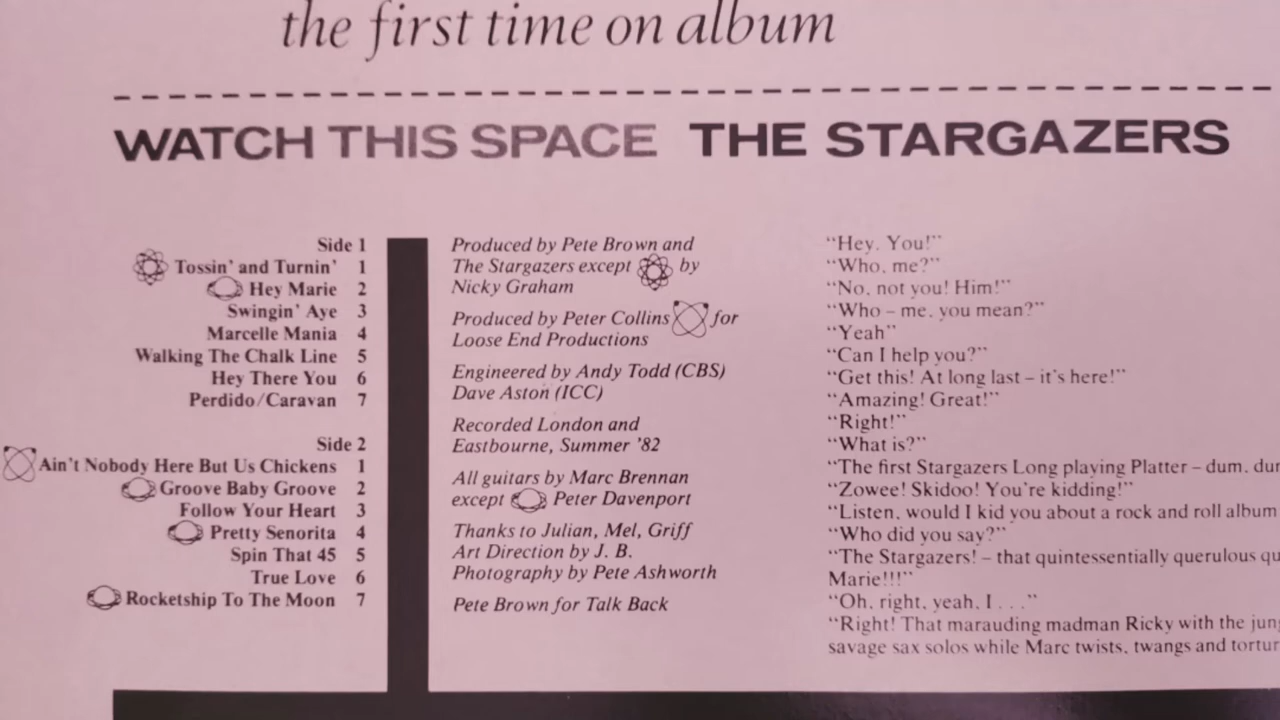 the first time on album
WATCH THIS SPACE THE STARGAZERS
Side 1
Tossin' and Turnin' 1
Hey Marie 2
Swingin' Aye 3
Marcelle Mania 4
Walking The Chalk Line 5
Hey There You 6
Perdido/Caravan 7
Side 2
Ain't Nobody Here But Us Chickens 1
Groove Baby Groove 2
Follow Your Heart 3
Pretty Senorita 4
Spin That 45 5
True Love 6
Rocketship To The Moon 7
Produced by Pete Brown and
The Stargazers except by
Nicky Graham
Produced by Peter Collins for
Loose End Productions
Engineered by Andy Todd (CBS)
Dave Aston (ICC)
Recorded London and
Eastbourne, Summer '82
All guitars by Marc Brennan
except Peter Davenport
Thanks to Julian, Mel, Griff
Art Direction by J. B.
Photography by Pete Ashworth
Pete Brown for Talk Back
“Hey. You!”
“Who, me?”
“No, not you! Him!”
“Who – me, you mean?”
“Yeah”
“Can I help you?”
“Get this! At long last – it's here!”
“Amazing! Great!”
“Right!”
“What is?”
“The first Stargazers Long playing Platter – dum, du
“Zowee! Skidoo! You're kidding!”
“Listen, would I kid you about a rock and roll album
“Who did you say?”
“The Stargazers! – that quintessentially querulous qu
Marie!!!”
“Oh, right, yeah, I . . .”
“Right! That marauding madman Ricky with the jun
savage sax solos while Marc twists, twangs and tortur